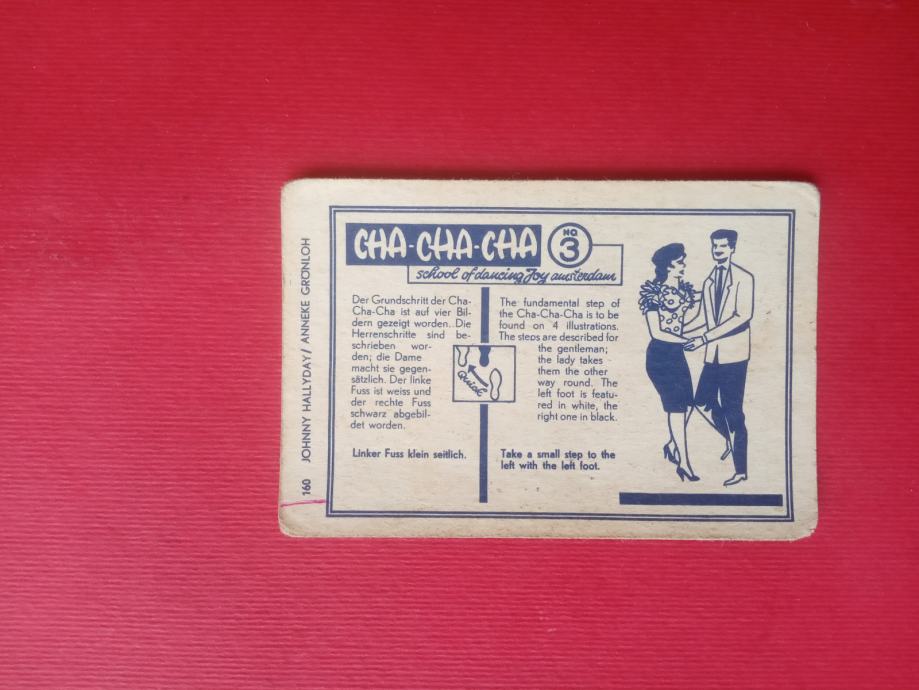 160 JOHNNY HALLYDAY/ ANNEKE GRONLOH
CHA-CHA-CHA NO 3
school of dancing Joy amsterdam
Der Grundschritt der Cha-
Cha-Cha ist auf vier Bil-
dern gezeigt worden. Die
Herrenschritte sind be-
schrieben wor-
den; die Dame
macht sie gegen-
sätzlich. Der linke
Fuss ist weiss und
der rechte Fuss
schwarz abgebil-
det worden.
Linker Fuss klein seitlich.
Quick
The fundamental step of
the Cha-Cha-Cha is to be
found on 4 illustrations.
The steps are described for
the gentleman;
the lady takes
them the other
way round. The
left foot is featu-
red in white, the
right one in black.
Take a small step to the
left with the left foot.